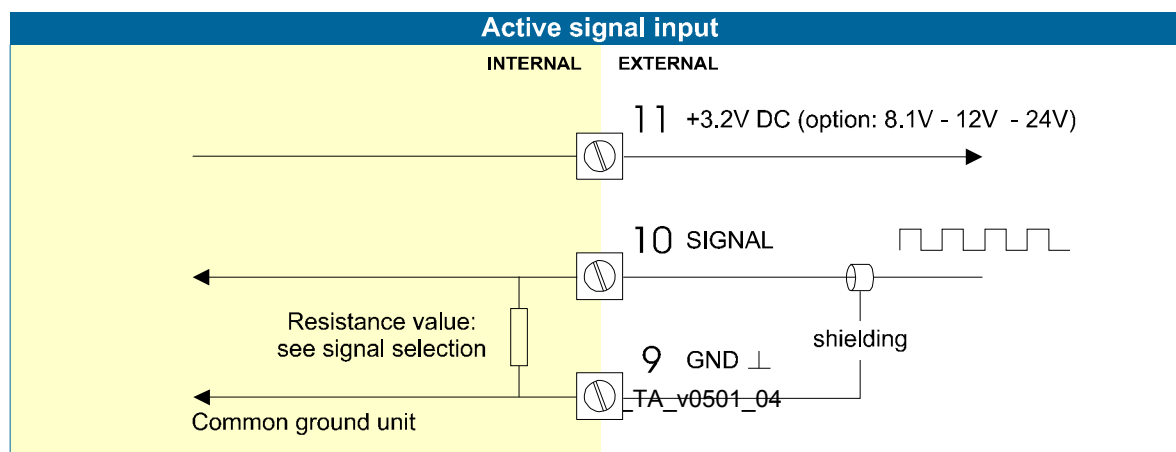 Active signal input
INTERNAL EXTERNAL
11 +3.2V DC (option: 8.1V - 12V - 24V)
10 SIGNAL
Resistance value:
see signal selection
shielding
9 GND ⊥
_TA_v0501_04
Common ground unit